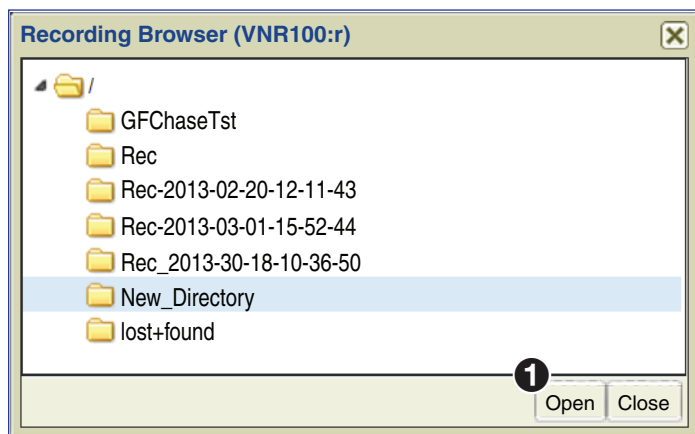 Recording Browser (VNR100:r)
/
GFChaseTst
Rec
Rec-2013-02-20-12-11-43
Rec-2013-03-01-15-52-44
Rec_2013-30-18-10-36-50
New_Directory
lost+found
1
Open Close